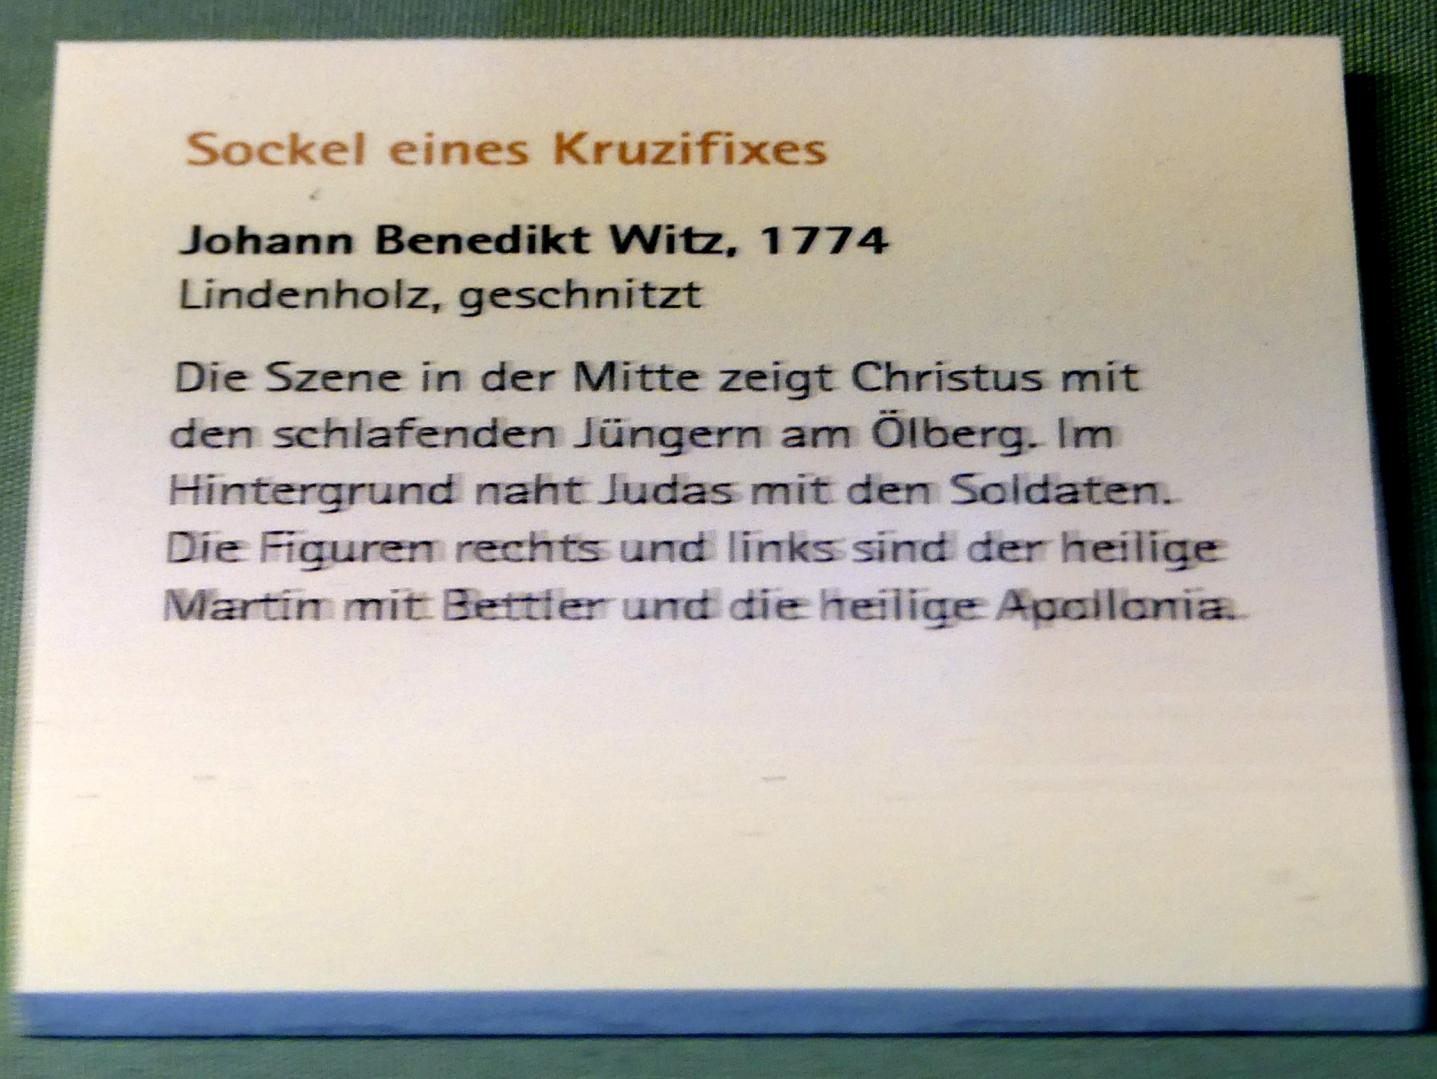 Sockel eines Kruzifixes
Johann Benedikt Witz, 1774
Lindenholz, geschnitzt
Die Szene in der Mitte zeigt Christus mit
den schlafenden Jüngern am Ölberg. Im
Hintergrund naht Judas mit den Soldaten.
Die Figuren rechts und links sind der heilige
Martin mit Bettler und die heilige Apollonia.